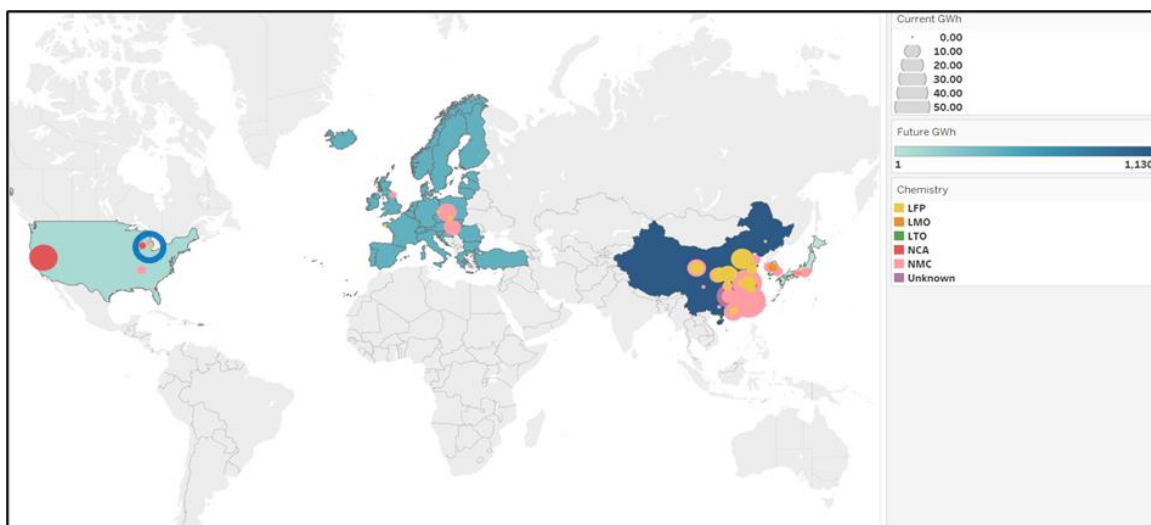 Current GWh
0.00
10.00
20.00
30.00
40.00
50.00
Future GWh
1 1,130
Chemistry
LFP
LMO
LTO
NCA
NMC
Unknown